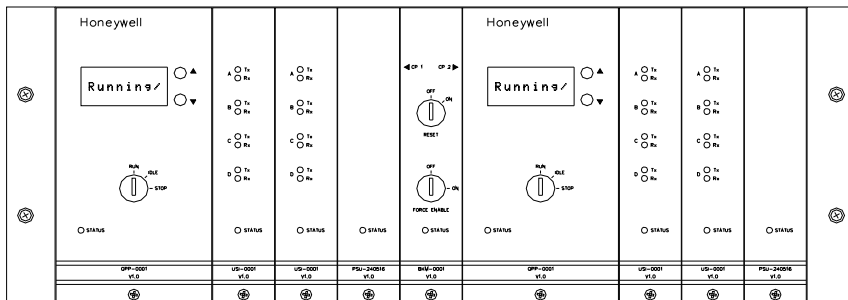 Honeywell
Running/
RUN
IDLE
STOP
STATUS
QPP-0001
V1.0
A Tx
Rx
B Tx
Rx
C Tx
Rx
D Tx
Rx
STATUS
USI-0001
V1.0
A Tx
Rx
B Tx
Rx
C Tx
Rx
D Tx
Rx
STATUS
USI-0001
V1.0
STATUS
PSU-240516
V1.0
CP 1 CP 2
OFF
ON
RESET
OFF
ON
FORCE ENABLE
STATUS
BKM-0001
V1.0
Honeywell
Running/
RUN
IDLE
STOP
STATUS
QPP-0001
V1.0
A Tx
Rx
B Tx
Rx
C Tx
Rx
D Tx
Rx
STATUS
USI-0001
V1.0
A Tx
Rx
B Tx
Rx
C Tx
Rx
D Tx
Rx
STATUS
USI-0001
V1.0
STATUS
PSU-240516
V1.0